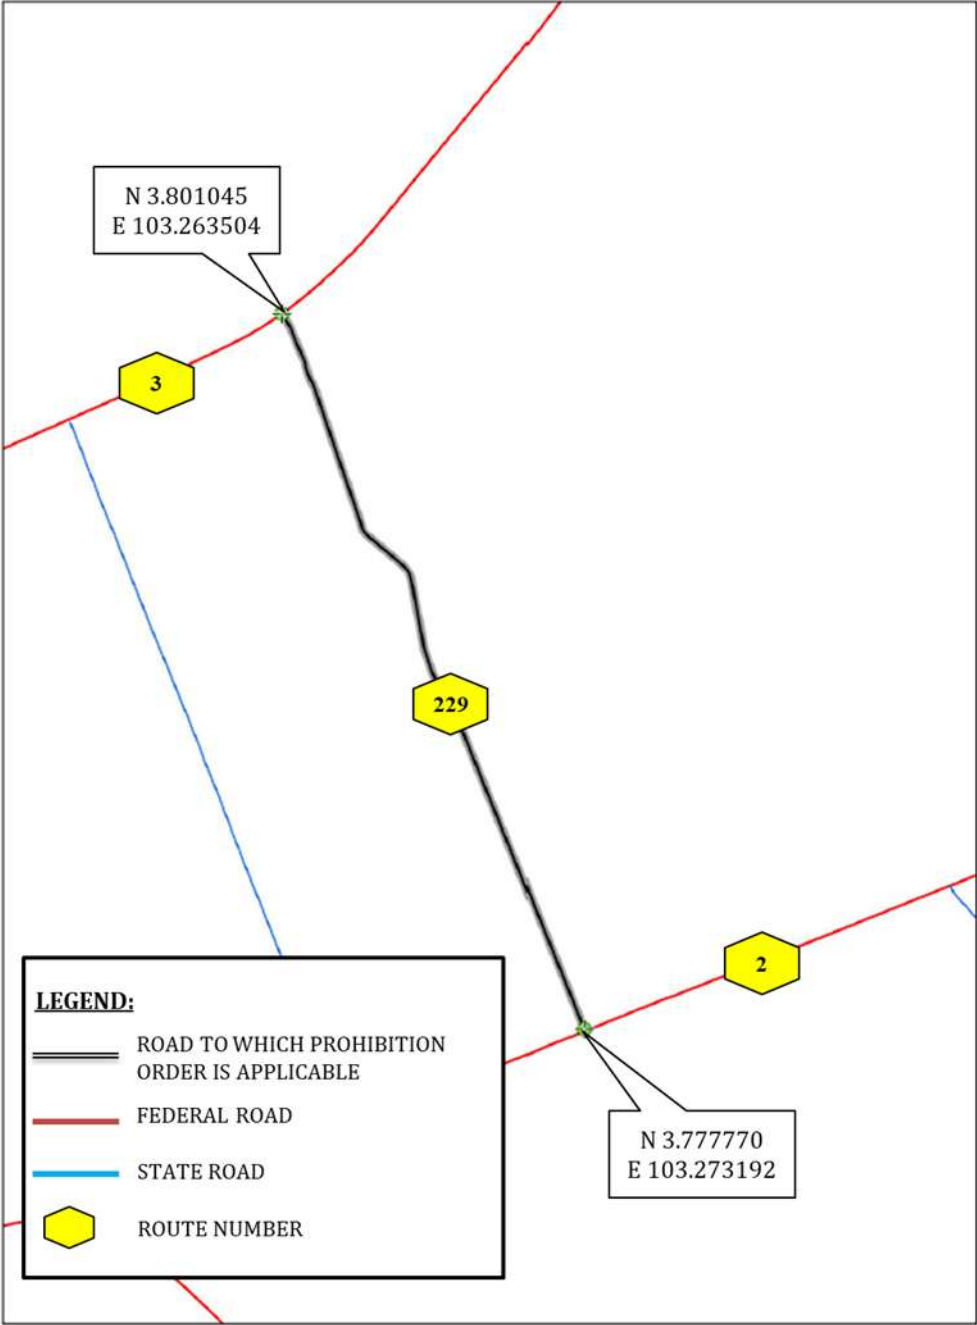 N 3.801045
E 103.263504
3
229
2
LEGEND:
ROAD TO WHICH PROHIBITION
ORDER IS APPLICABLE
FEDERAL ROAD
STATE ROAD
ROUTE NUMBER
N 3.777770
E 103.273192